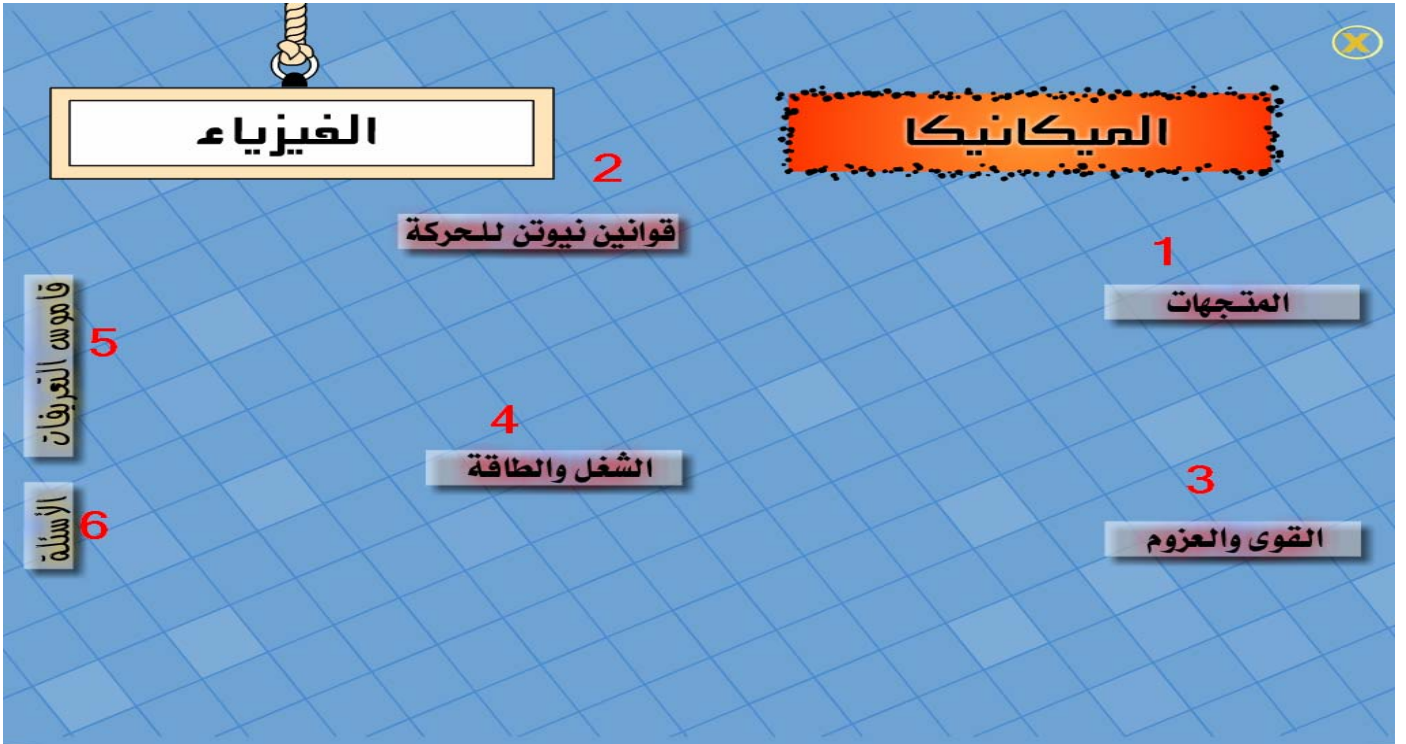 X
الميكانيكا
الفيزياء
2
قوانين نيوتن للحركة
1
المتجهات
5
قاموس التعريفات
4
الشغل والطاقة
3
القوى والعزوم
6
الأسئلة